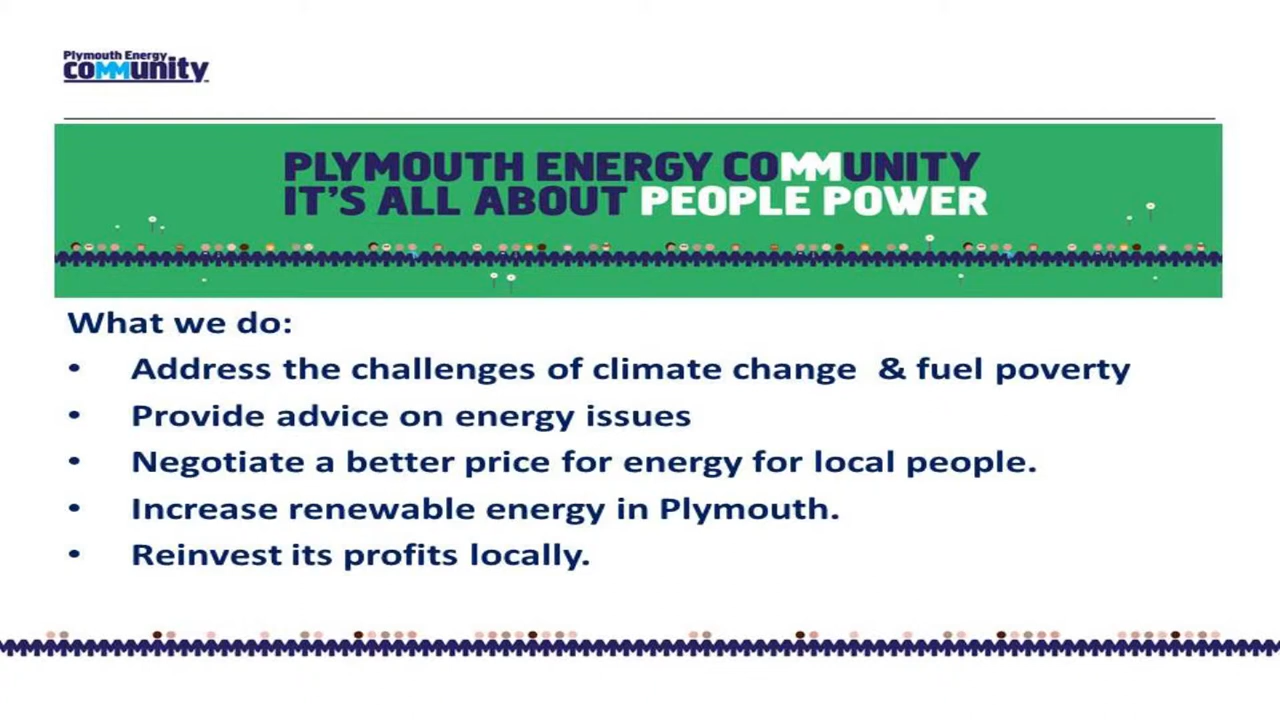 Plymouth Energy
coMMunity
PLYMOUTH ENERGY COMMUNITY
IT'S ALL ABOUT PEOPLE POWER
What we do:
• Address the challenges of climate change & fuel poverty
• Provide advice on energy issues
• Negotiate a better price for energy for local people.
• Increase renewable energy in Plymouth.
• Reinvest its profits locally.